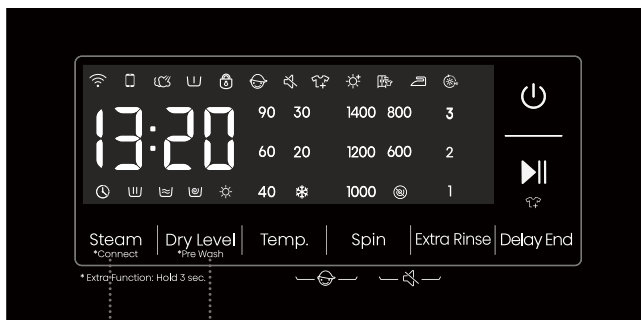 13:20
90 30 1400 800 3
60 20 1200 600 2
40 1000 1
Steam Dry Level Temp. Spin Extra Rinse Delay End
*Connect *Pre Wash
* Extra Function: Hold 3 sec.